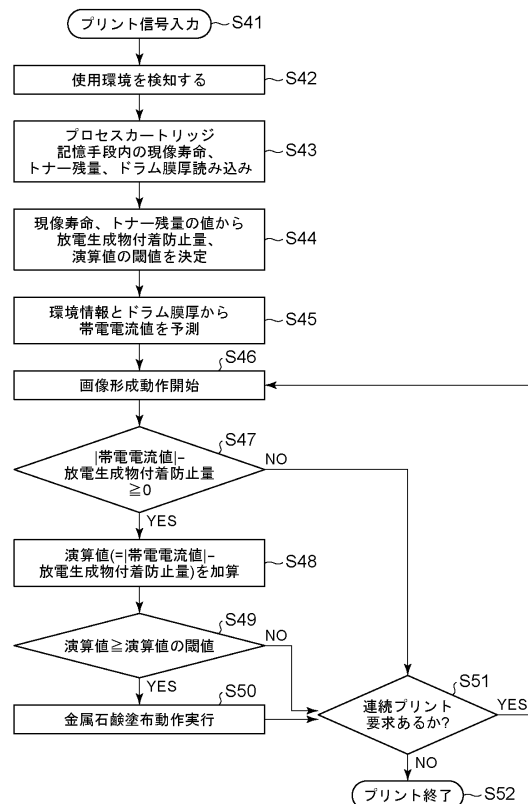 プリント信号入力 S41
使用環境を検知する S42
プロセスカートリッジ
記憶手段内の現像寿命、
トナー残量、ドラム膜厚読み込み
S43
現像寿命、トナー残量の値から
放電生成物付着防止量、
演算値の閾値を決定
S44
環境情報とドラム膜厚から
帯電電流値を予測
S45
S46
画像形成動作開始
S47
|帯電電流値|−
放電生成物付着防止量
≧0
NO
YES
演算値(=|帯電電流値|−
放電生成物付着防止量)を加算
S48
S49
演算値≧演算値の閾値
NO
YES
S50
金属石鹸塗布動作実行
S51
連続プリント
要求あるか?
YES
NO
プリント終了 S52